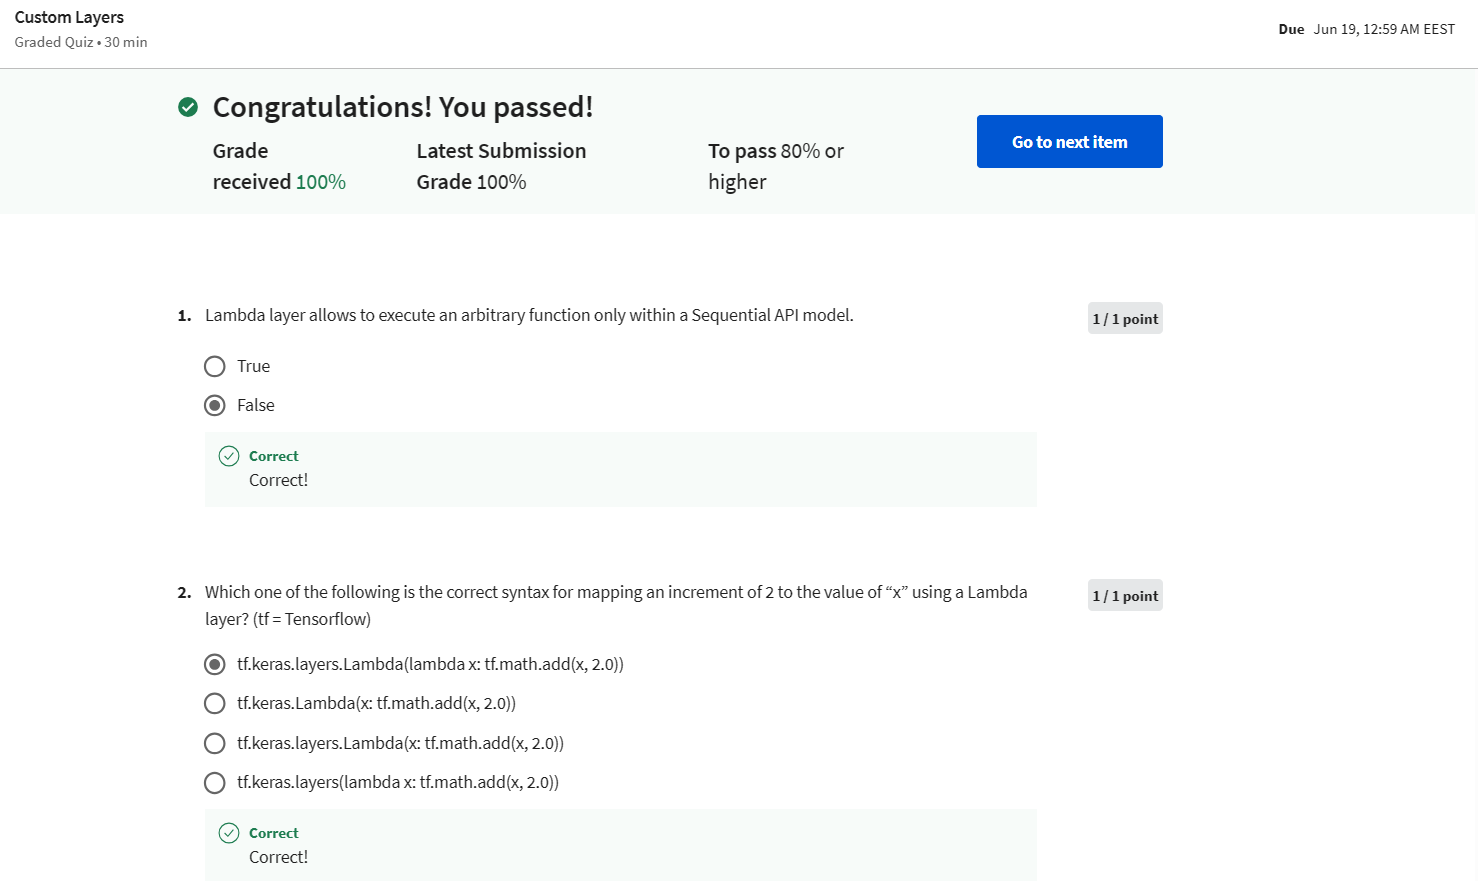 Custom Layers
Graded Quiz • 30 min
Due Jun 19, 12:59 AM EEST
Congratulations! You passed!
Grade received 100%
Latest Submission Grade 100%
To pass 80% or higher
Go to next item
1. Lambda layer allows to execute an arbitrary function only within a Sequential API model.
1 / 1 point
True
False
Correct
Correct!
2. Which one of the following is the correct syntax for mapping an increment of 2 to the value of “x” using a Lambda
layer? (tf = Tensorflow)
1 / 1 point
tf.keras.layers.Lambda(lambda x: tf.math.add(x, 2.0))
tf.keras.Lambda(x: tf.math.add(x, 2.0))
tf.keras.layers.Lambda(x: tf.math.add(x, 2.0))
tf.keras.layers(lambda x: tf.math.add(x, 2.0))
Correct
Correct!